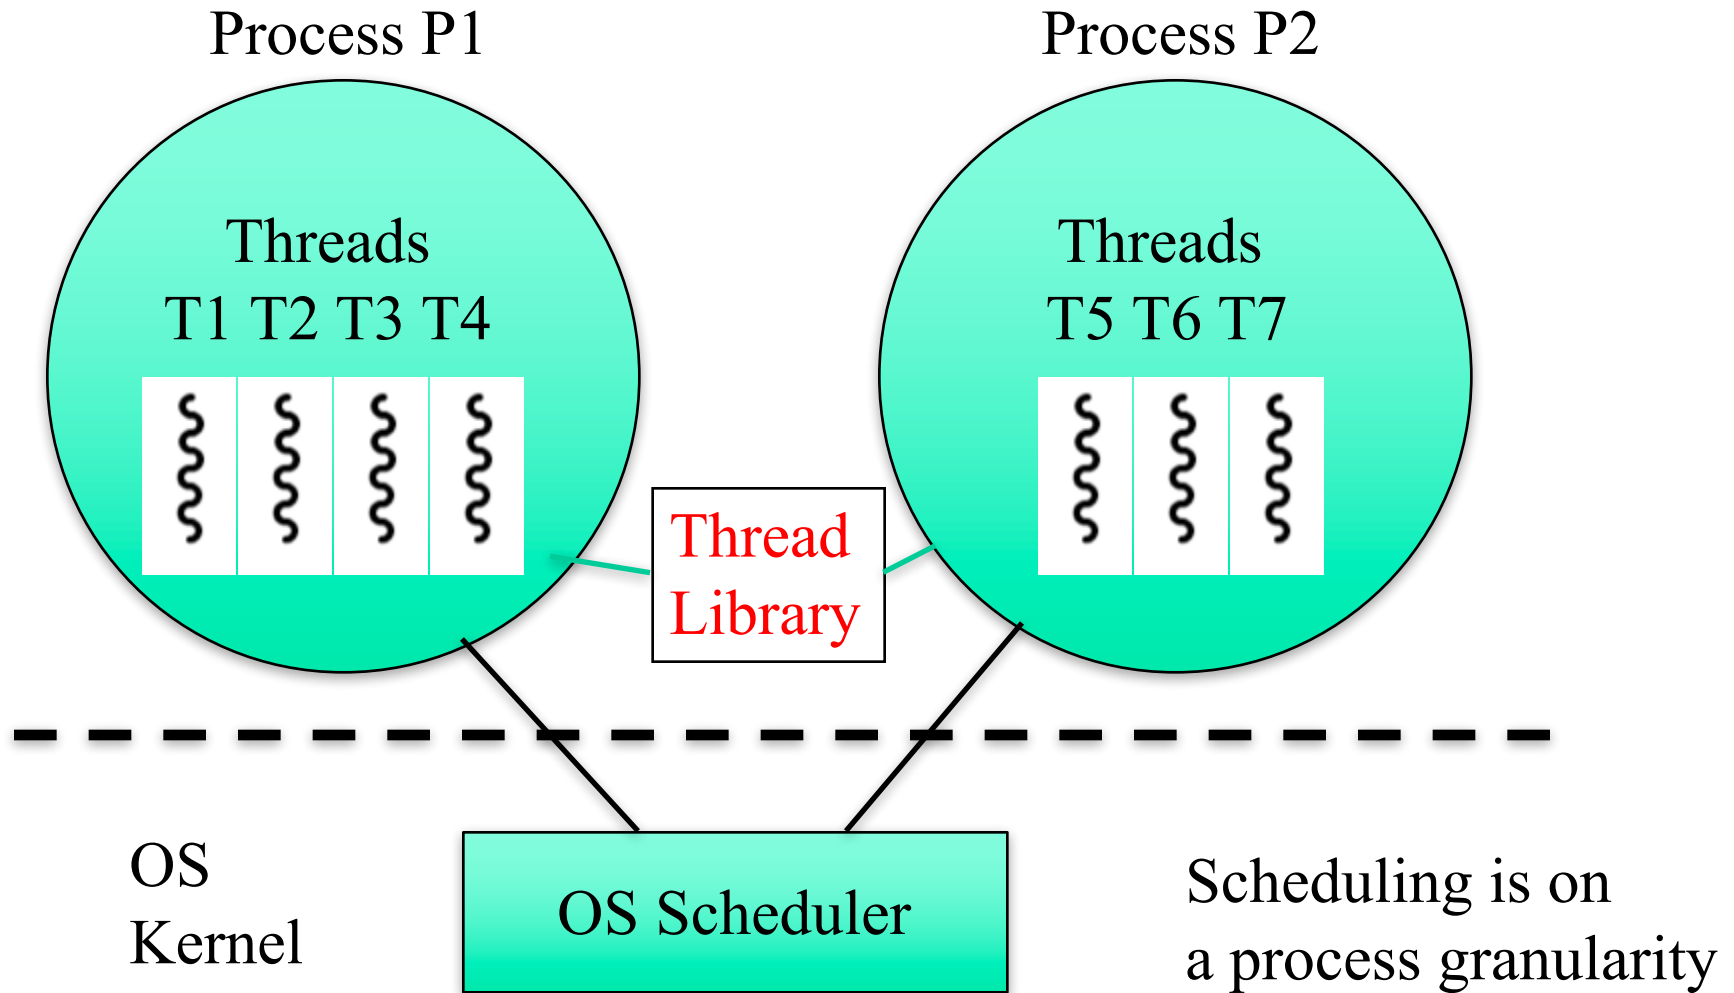 Process P1
Process P2
Threads
T1 T2 T3 T4
Threads
T5 T6 T7
Thread
Library
OS
Kernel
OS Scheduler
Scheduling is on
a process granularity